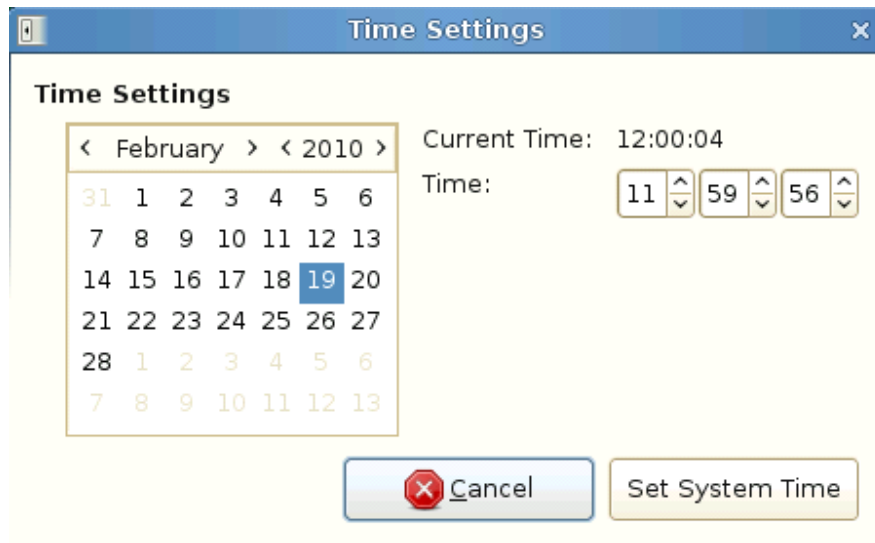 Time Settings
Time Settings
< February > < 2010 >
31 1 2 3 4 5 6
7 8 9 10 11 12 13
14 15 16 17 18 19 20
21 22 23 24 25 26 27
28 1 2 3 4 5 6
7 8 9 10 11 12 13
Current Time: 12:00:04
Time: 11 59 56
Cancel
Set System Time